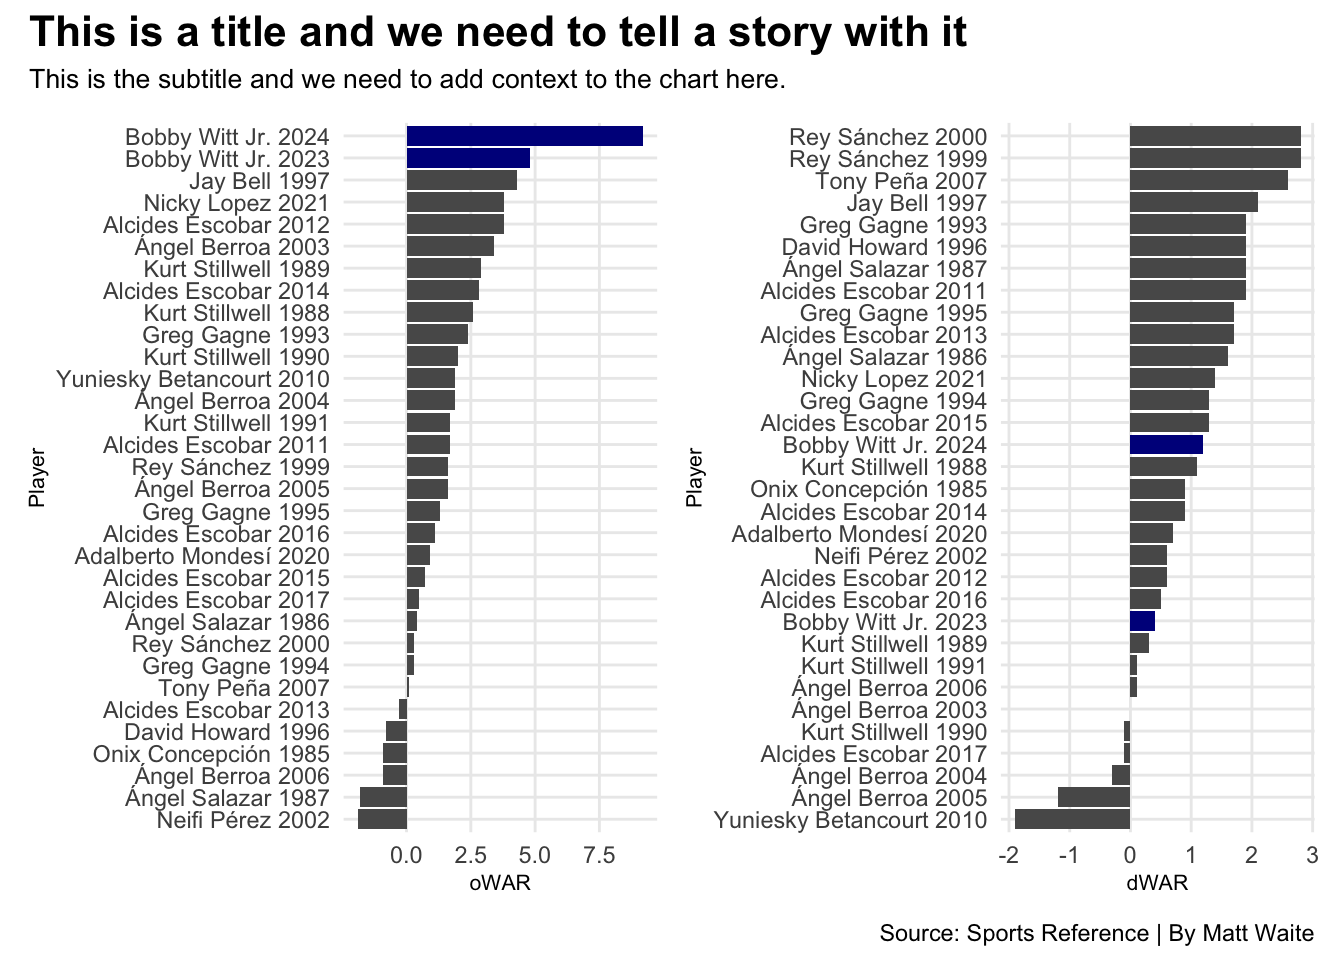 This is a title and we need to tell a story with it
This is the subtitle and we need to add context to the chart here.
Player
Bobby Witt Jr. 2024
Bobby Witt Jr. 2023
Jay Bell 1997
Nicky Lopez 2021
Alcides Escobar 2012
Ángel Berroa 2003
Kurt Stillwell 1989
Alcides Escobar 2014
Kurt Stillwell 1988
Greg Gagne 1993
Kurt Stillwell 1990
Yuniesky Betancourt 2010
Ángel Berroa 2004
Kurt Stillwell 1991
Alcides Escobar 2011
Rey Sánchez 1999
Ángel Berroa 2005
Greg Gagne 1995
Alcides Escobar 2016
Adalberto Mondesí 2020
Alcides Escobar 2015
Alcides Escobar 2017
Ángel Salazar 1986
Rey Sánchez 2000
Greg Gagne 1994
Tony Peña 2007
Alcides Escobar 2013
David Howard 1996
Onix Concepción 1985
Ángel Berroa 2006
Ángel Salazar 1987
Neifi Pérez 2002
0.0 2.5 5.0 7.5
oWAR
Player
Rey Sánchez 2000
Rey Sánchez 1999
Tony Peña 2007
Jay Bell 1997
Greg Gagne 1993
David Howard 1996
Ángel Salazar 1987
Alcides Escobar 2011
Greg Gagne 1995
Alcides Escobar 2013
Ángel Salazar 1986
Nicky Lopez 2021
Greg Gagne 1994
Alcides Escobar 2015
Bobby Witt Jr. 2024
Kurt Stillwell 1988
Onix Concepción 1985
Alcides Escobar 2014
Adalberto Mondesí 2020
Neifi Pérez 2002
Alcides Escobar 2012
Alcides Escobar 2016
Bobby Witt Jr. 2023
Kurt Stillwell 1989
Kurt Stillwell 1991
Ángel Berroa 2006
Ángel Berroa 2003
Kurt Stillwell 1990
Alcides Escobar 2017
Ángel Berroa 2004
Ángel Berroa 2005
Yuniesky Betancourt 2010
-2 -1 0 1 2 3
dWAR
Source: Sports Reference | By Matt Waite